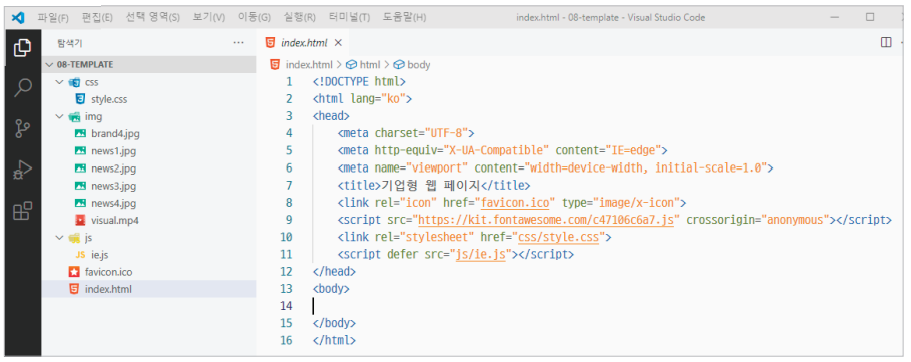 파일(F) 편집(E) 선택 영역(S) 보기(V) 이동(G) 실행(R) 터미널(T) 도움말(H) index.html - 08-template - Visual Studio Code
탐색기 ···
index.html ×
08-TEMPLATE
css
style.css
img
brand4.jpg
news1.jpg
news2.jpg
news3.jpg
news4.jpg
visual.mp4
js
JS ie.js
favicon.ico
index.html
index.html > html > body
1 <!DOCTYPE html>
2 <html lang="ko">
3 <head>
4 <meta charset="UTF-8">
5 <meta http-equiv="X-UA-Compatible" content="IE=edge">
6 <meta name="viewport" content="width=device-width, initial-scale=1.0">
7 <title>기업형 웹 페이지</title>
8 <link rel="icon" href="favicon.ico" type="image/x-icon">
9 <script src="https://kit.fontawesome.com/c47106c6a7.js" crossorigin="anonymous"></script>
10 <link rel="stylesheet" href="css/style.css">
11 <script defer src="js/ie.js"></script>
12 </head>
13 <body>
14
15 </body>
16 </html>